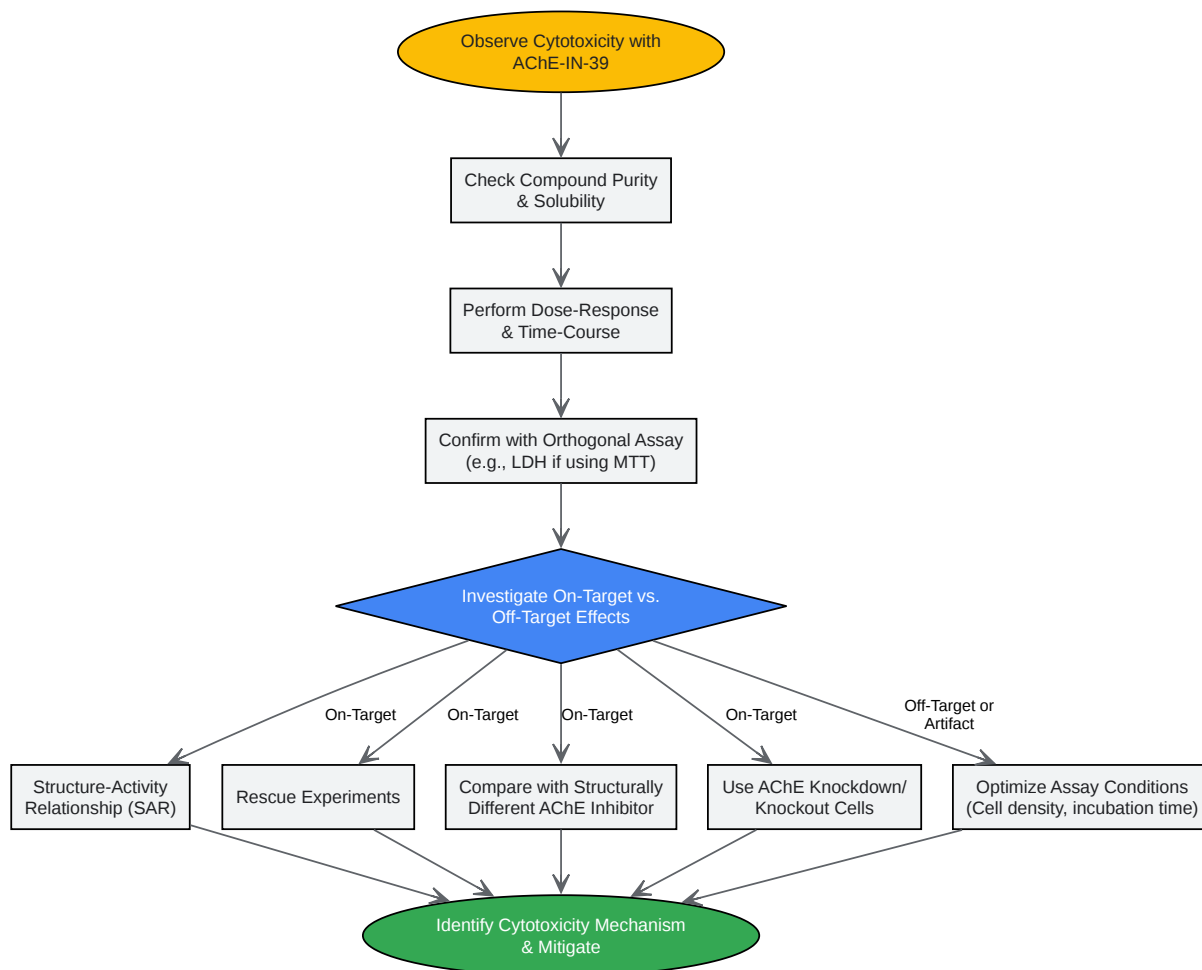 Observe Cytotoxicity with
AChE-IN-39
Check Compound Purity
& Solubility
Perform Dose-Response
& Time-Course
Confirm with Orthogonal Assay
(e.g., LDH if using MTT)
Investigate On-Target vs.
Off-Target Effects
On-Target
On-Target
On-Target
On-Target
Off-Target or
Artifact
Structure-Activity
Relationship (SAR)
Rescue Experiments
Compare with Structurally
Different AChE Inhibitor
Use AChE Knockdown/
Knockout Cells
Optimize Assay Conditions
(Cell density, incubation time)
Identify Cytotoxicity Mechanism
& Mitigate